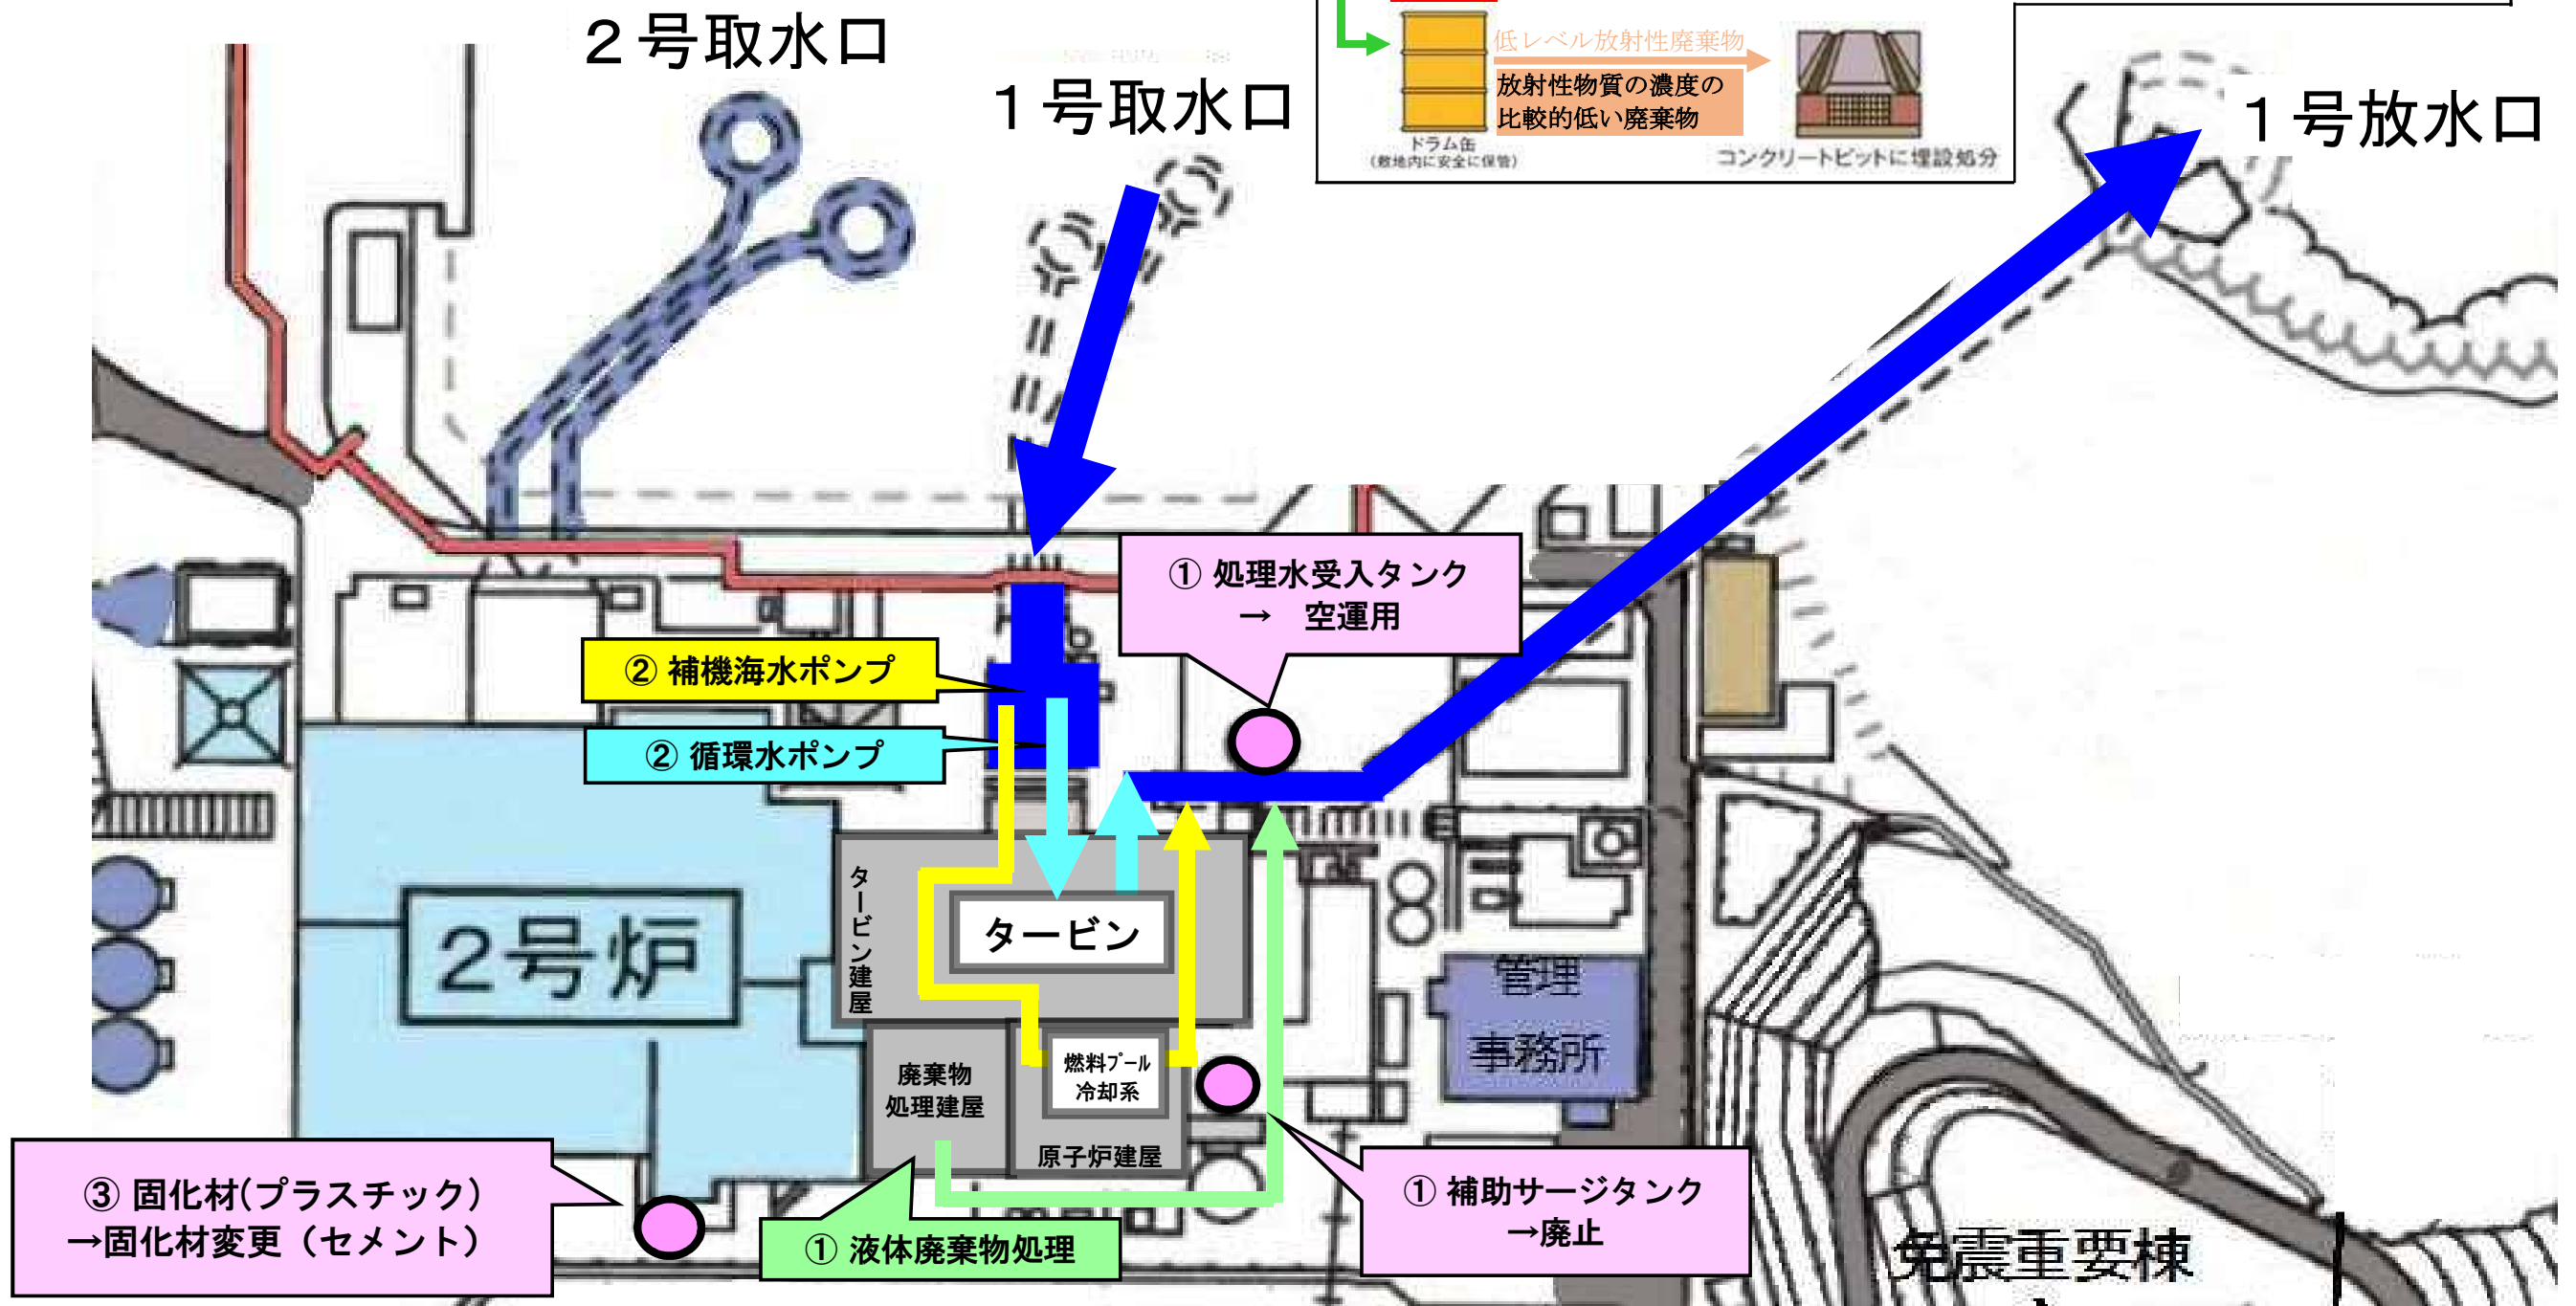 ２号取水口
１号取水口
低レベル放射性廃棄物
放射性物質の濃度の
比較的低い廃棄物
ドラム缶
(敷地内に安全に保管)
コンクリートピットに埋設処分
１号放水口
① 処理水受入タンク
→　空運用
② 補機海水ポンプ
② 循環水ポンプ
タービン建屋
タービン
2号炉
管理
事務所
燃料プール
冷却系
廃棄物
処理建屋
原子炉建屋
③ 固化材(プラスチック)
→固化材変更（セメント）
① 液体廃棄物処理
① 補助サージタンク
→廃止
免震重要棟